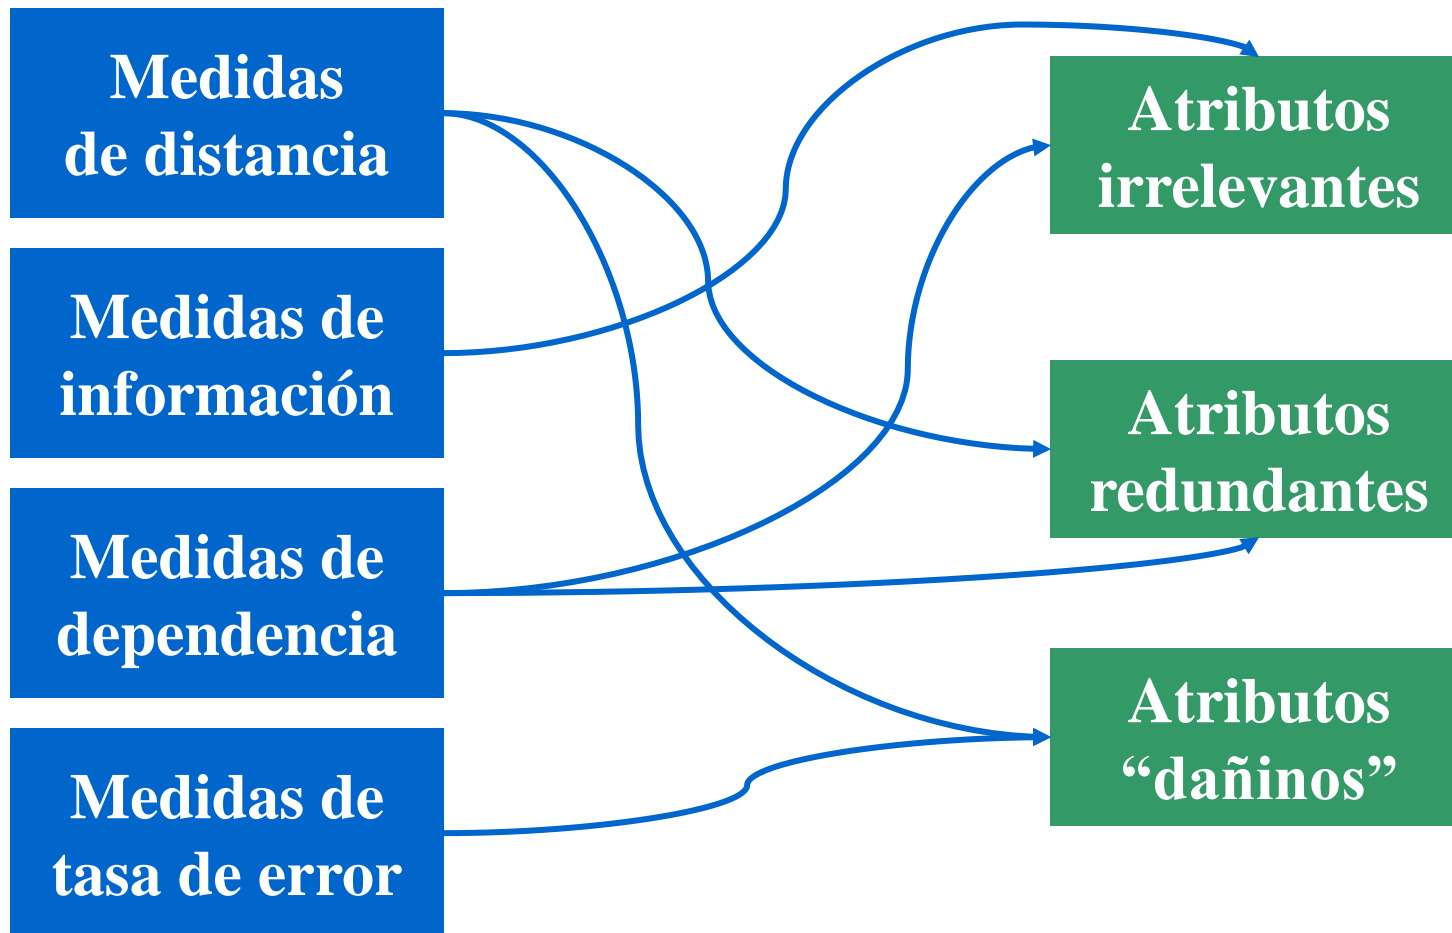 Medidas
de distancia
Medidas de
información
Medidas de
dependencia
Medidas de
tasa de error
Atributos
irrelevantes
Atributos
redundantes
Atributos
“dañinos”